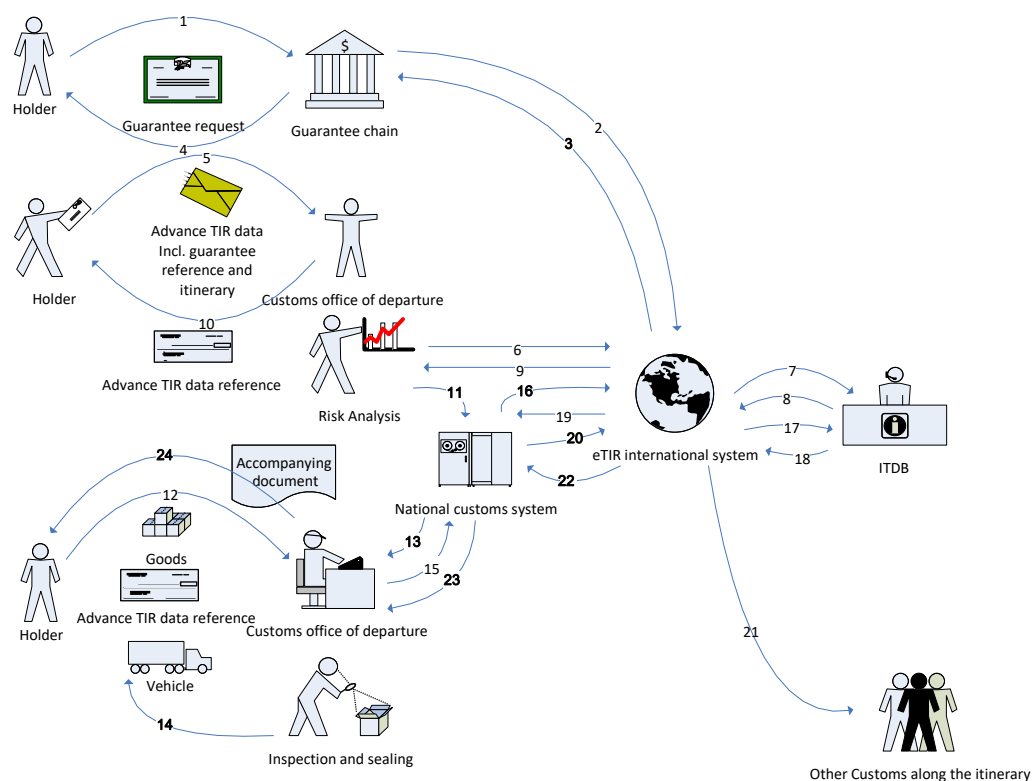 1
$
Holder
Guarantee request
Guarantee chain
2
3
4
5
Advance TIR data
Incl. guarantee
reference and
itinerary
Holder
Customs office of departure
10
Advance TIR data reference
Risk Analysis
6
9
11
16
19
20
22
7
8
17
18
eTIR international system
i
ITDB
National customs system
24
Accompanying
document
12
Goods
Advance TIR data reference
Holder
13
15
23
Customs office of departure
Vehicle
14
Inspection and sealing
21
Other Customs along the itinerary